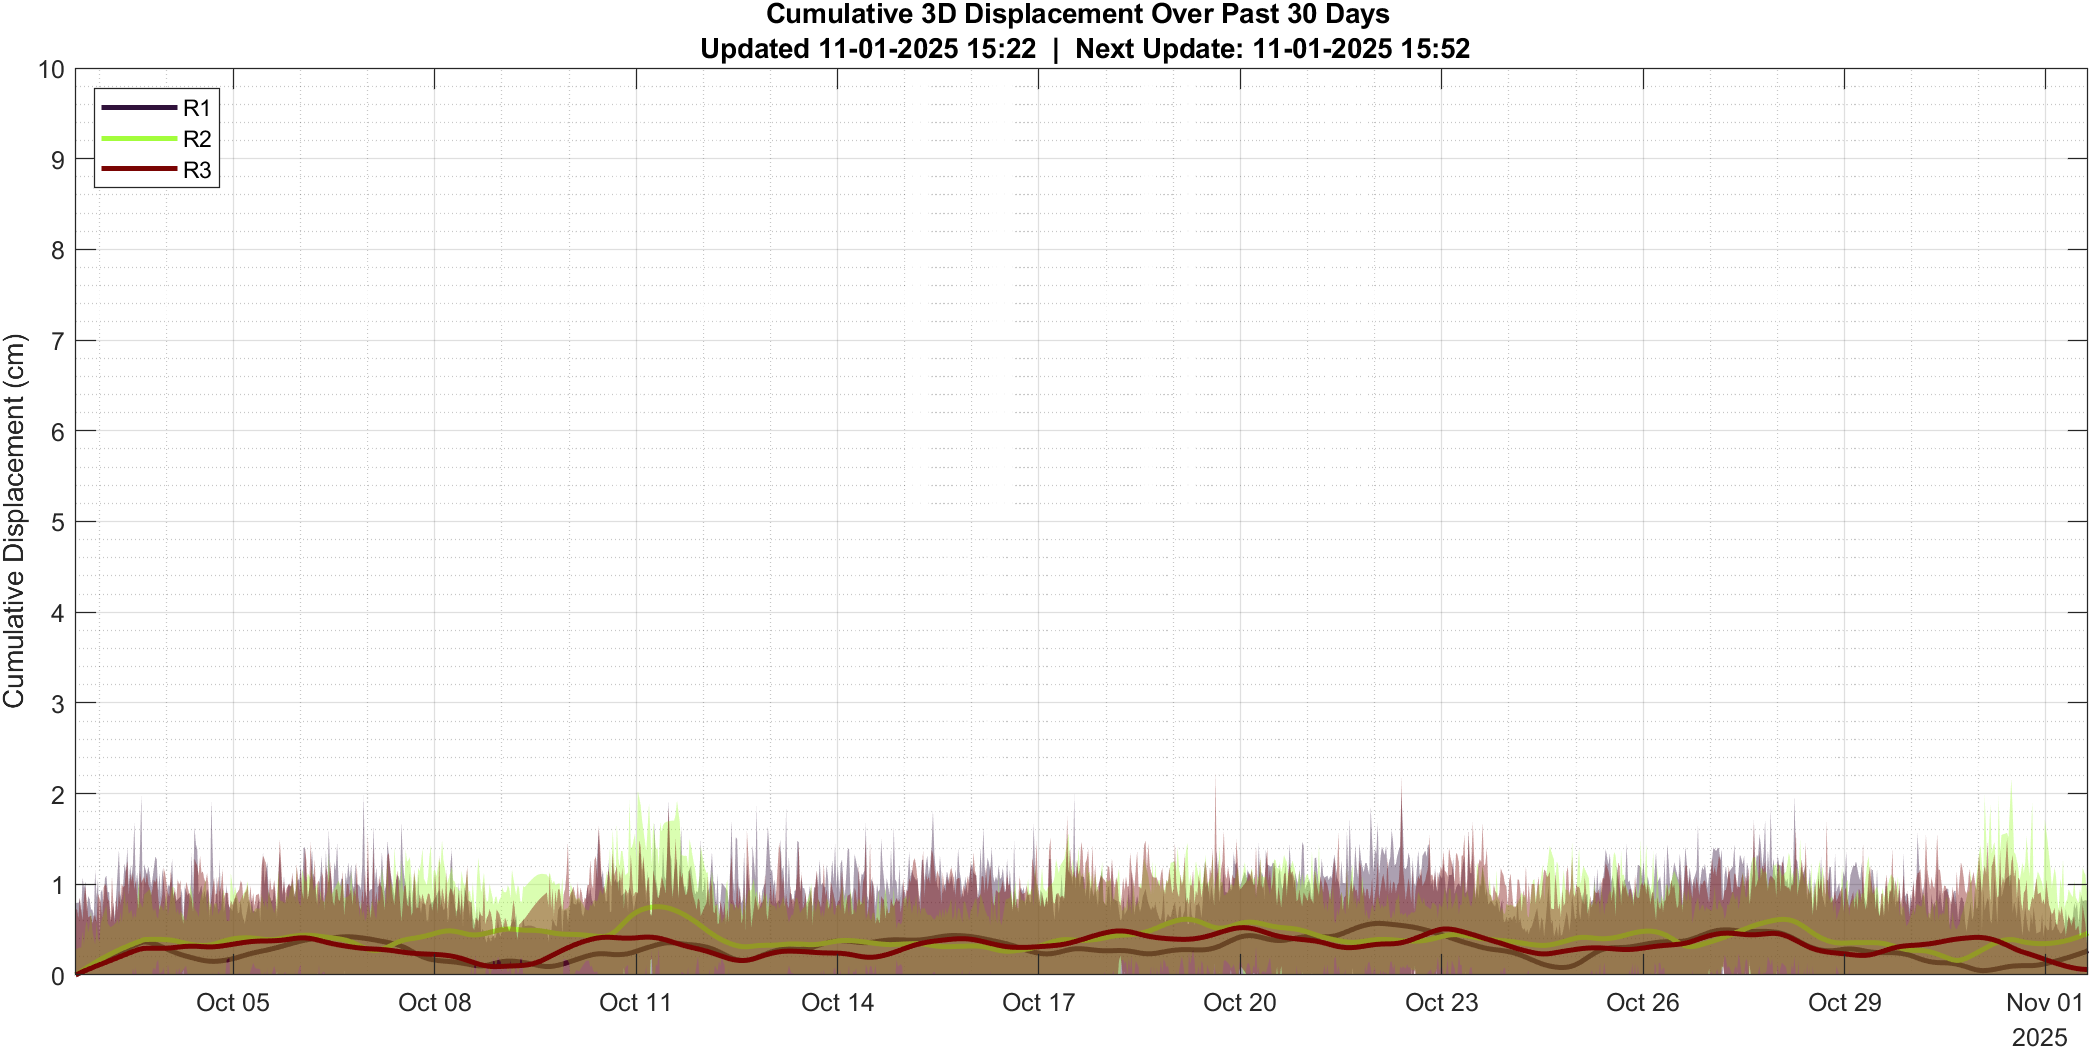 Cumulative 3D Displacement Over Past 30 Days
Updated 11-01-2025 15:22 | Next Update: 11-01-2025 15:52
R1
R2
R3
Cumulative Displacement (cm)
10
9
8
7
6
5
4
3
2
1
0
Oct 05 Oct 08 Oct 11 Oct 14 Oct 17 Oct 20 Oct 23 Oct 26 Oct 29 Nov 01
2025